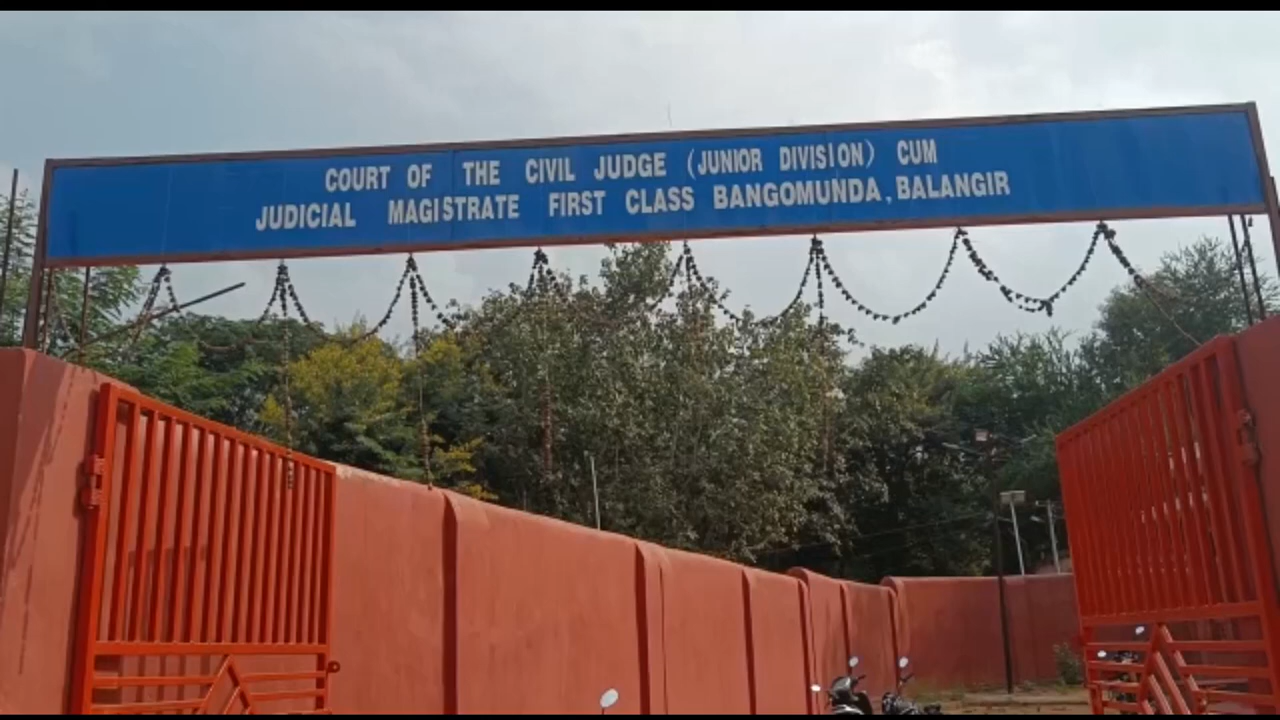 COURT OF THE CIVIL JUDGE (JUNIOR DIVISION) CUM
JUDICIAL MAGISTRATE FIRST CLASS BANGOMUNDA, BALANGIR